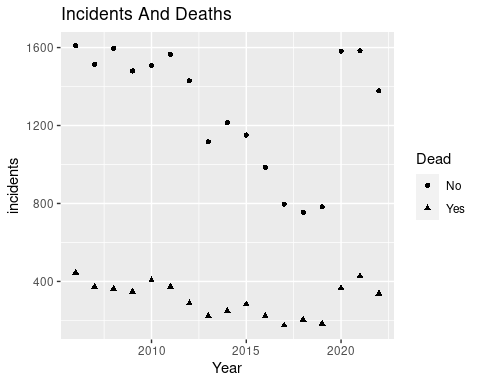 Incidents And Deaths
1600
1200
800
400
incidents
2010 2015 2020
Year
Dead
No
Yes